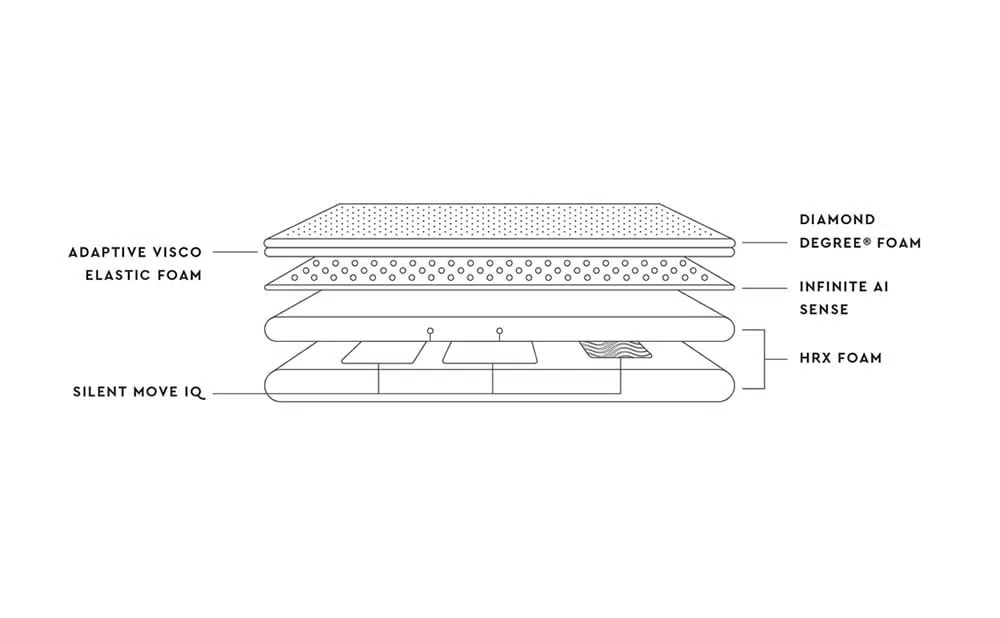 DIAMOND
DEGREE® FOAM
ADAPTIVE VISCO
ELASTIC FOAM
INFINITE AI
SENSE
HRX FOAM
SILENT MOVE IQ